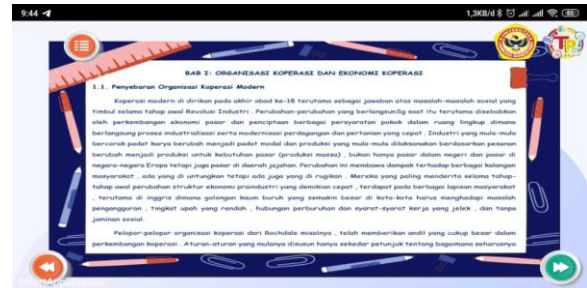 9:44
1,3KB/d
BAB I: ORGANISASI KOPERASI DAN EKONOMI KOPERASI
1.1. Penyebaran Organisasi Koperasi Modern
Koperasi modern di dirikan pada akhir abad ke-18 terutama sebagai jawaban atas masalah-masalah sosial yang
timbul selama tahap awal Revolusi Industri . Perubahan-perubahan yang berlangsun5g saat itu terutama disebabkan
oleh perkembangan ekonomi pasar dan penciptaan berbagai persyaratan pokok dalam ruang lingkup dimana
berlangsung proses industrialisasi serta modernisasi perdagangan dan pertanian yang cepat . Industri yang mula-mula
bercorak padat karya berubah menjadi padat modal dan produksi yang mula-mula dilaksanakan berdasarkan pesanan
berubah menjadi produksi untuk kebutuhan pasar (produksi massa) , bukan hanya pasar dalam negeri dan pasar di
negara-negara Eropa tetapi juga pasar di daerah jajahan. Perubahan ini membawa dampak terhadap berbagai kalangan
masyarakat , ada yang di untungkan tetapi ada juga yang di rugikan . Mereka yang paling menderita selama tahap-
tahap awal perubahan struktur ekonomi praindustri yang demikian cepat , terdapat pada berbagai lapisan masyarakat
, terutama di inggris dimana golongan kaum buruh yang semakin besar di kota-kota harus menghadapi masalah
pengangguran , tingkat upah yang rendah , hubungan perburuhan dan syarat-syarat kerja yang jelek , dan tanpa
jaminan sosial.
Pelopor-pelopor organisasi koperasi dari Rochdale misalnya , telah memberikan andil yang cukup besar dalam
perkembangan koperasi . Aturan-aturan yang mulanya disusun hanya sekedar petunjuk tentang bagaimana seharusnya